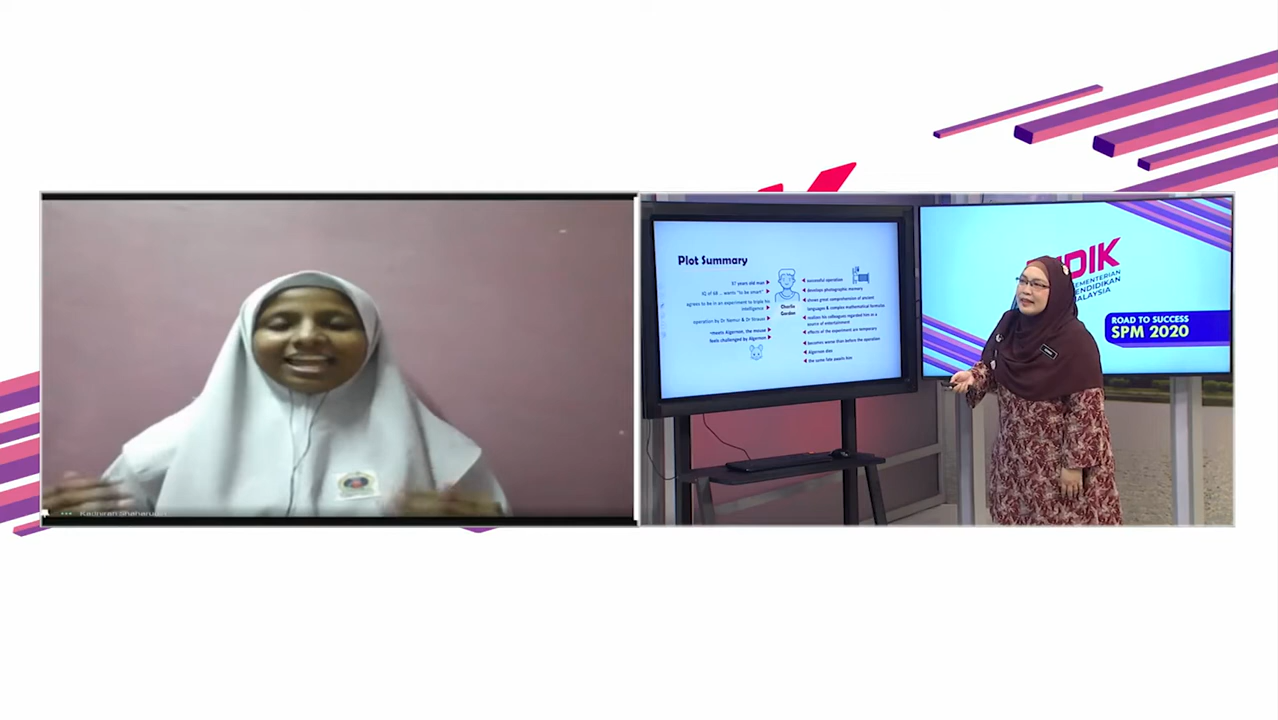 Plot Summary
37 years old man
IQ of 68 ... wants "to be smart"
agrees to be in an experiment to triple his
intelligence
operation by Dr Nemur & Dr Strauss
meets Algernon, the mouse
feels challenged by Algernon
Charlie
Gordon
successful operation
develops photographic memory
shows great comprehension of ancient
languages & complex mathematical formulas
realizes his colleagues regarded him as a
source of entertainment
effects of the experiment are temporary
becomes worse than before the operation
Algernon dies
the same fate awaits him
DIK
KEMENTERIAN
PENDIDIKAN
MALAYSIA
ROAD TO SUCCESS
SPM 2020